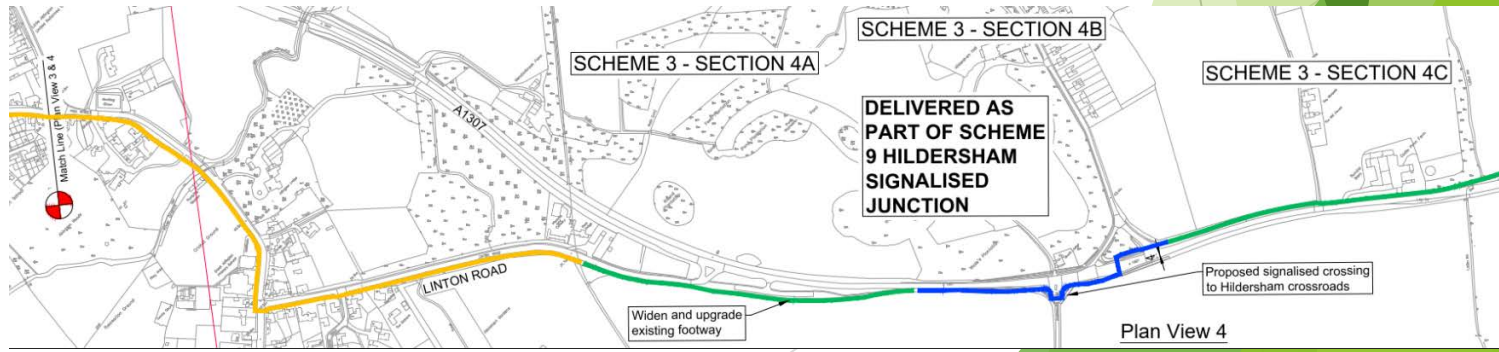 Match Line (Plan View 3 & 4
SCHEME 3 - SECTION 4A
SCHEME 3 - SECTION 4B
SCHEME 3 - SECTION 4C
A1307
DELIVERED AS
PART OF SCHEME
9 HILDERSHAM
SIGNALISED
JUNCTION
LINTON ROAD
Widen and upgrade
existing footway
Proposed signalised crossing
to Hildersham crossroads
Plan View 4